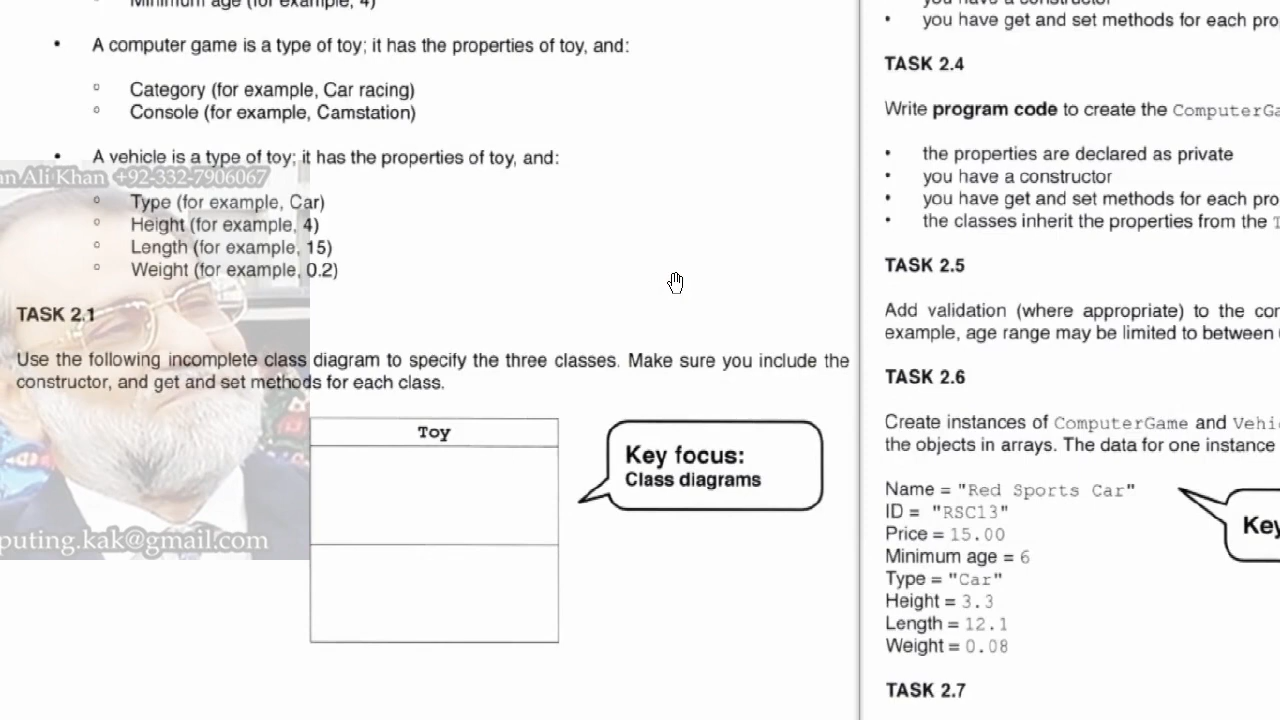 Minimum age (for example, 4)
• A computer game is a type of toy; it has the properties of toy, and:
Category (for example, Car racing)
Console (for example, Camstation)
• A vehicle is a type of toy; it has the properties of toy, and:
Ali Khan +92-332-7906067
Type (for example, Car)
Height (for example, 4)
Length (for example, 15)
Weight (for example, 0.2)
TASK 2.1
Use the following incomplete class diagram to specify the three classes. Make sure you include the
constructor, and get and set methods for each class.
Toy
Key focus:
Class diagrams
puting.kak@gmail.com
you have a constructor
• you have get and set methods for each
TASK 2.4
Write program code to create the
• the properties are declared as private
• you have a constructor
• you have get and set methods for each
• the classes inherit the properties from the
TASK 2.5
Add validation (where appropriate) to the
example, age range may be limited to between
TASK 2.6
Create instances of ComputerGame and
the objects in arrays. The data for one instance
Name = "Red Sports Car"
ID = "RSC13"
Price = 15.00
Minimum age = 6
Type = "Car"
Height = 3.3
Length = 12.1
Weight = 0.08
Key
TASK 2.7